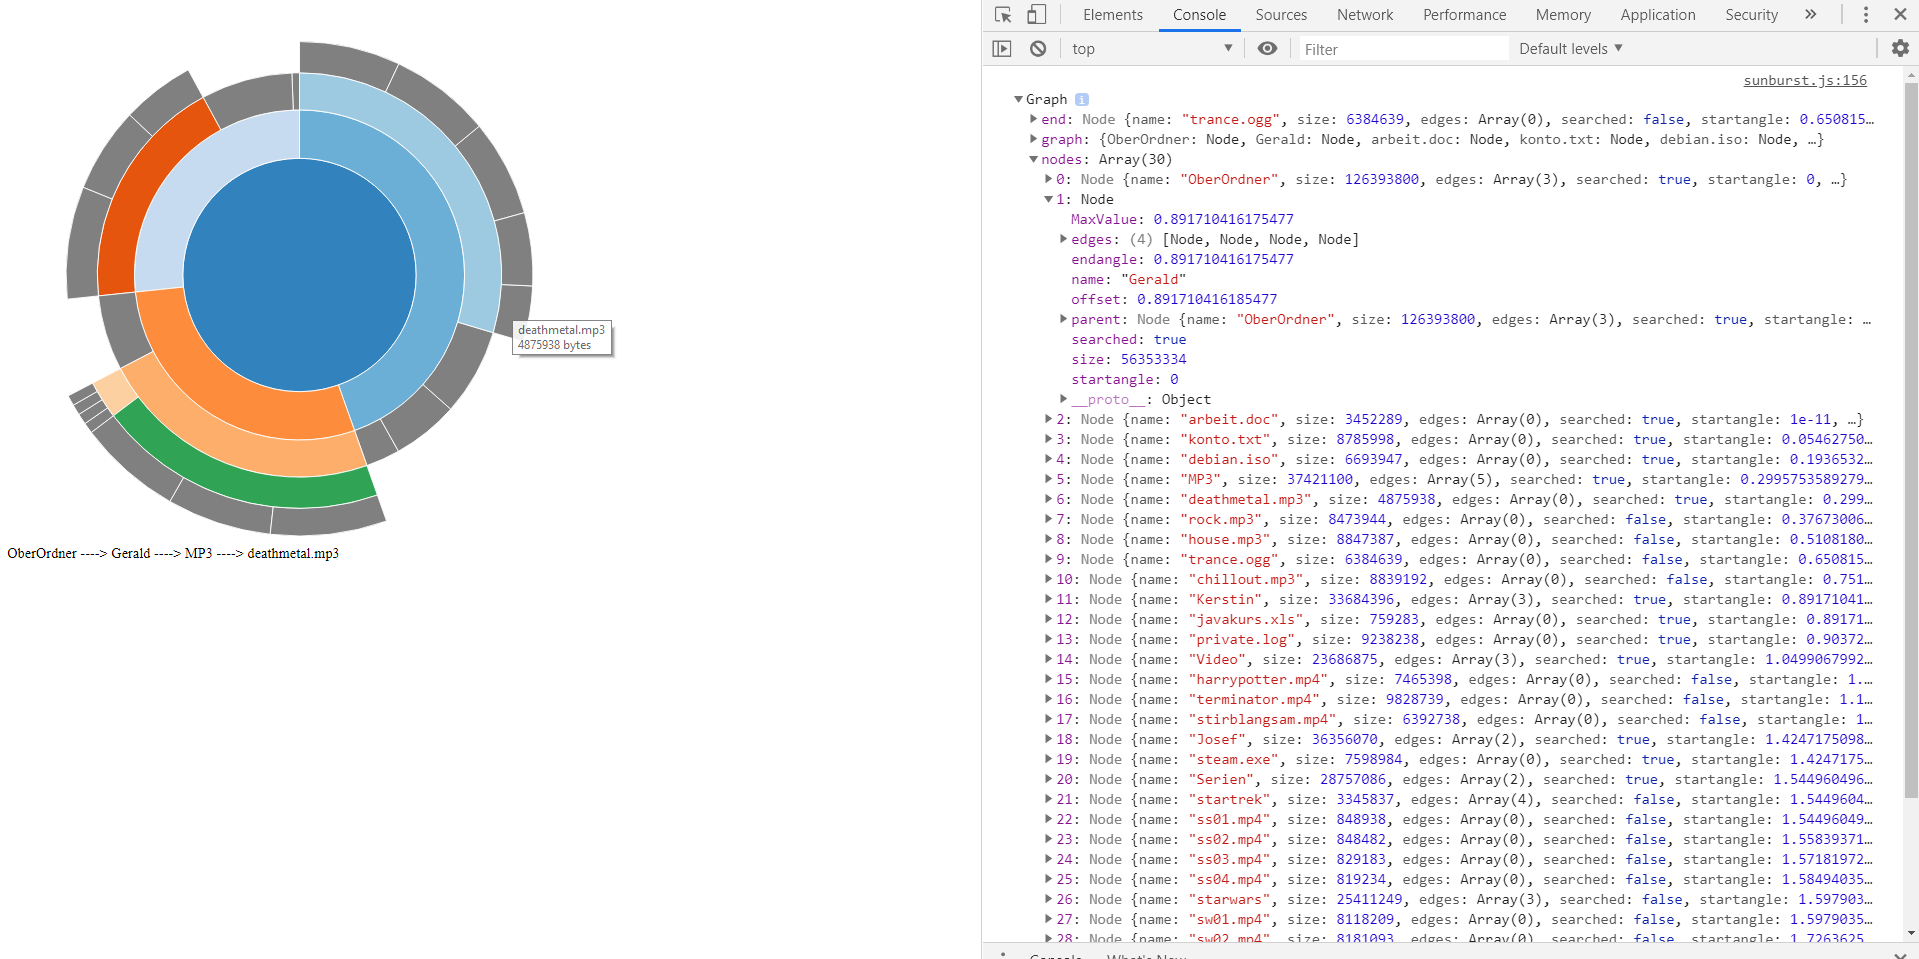 deathmetal.mp3
4875938 bytes
OberOrdner ----> Gerald ----> MP3 ----> deathmetal.mp3
Elements Console Sources Network Performance Memory Application Security »
top ▼ Filter Default levels ▼
sunburst.js:156
▼Graph i
▶end: Node {name: "trance.ogg", size: 6384639, edges: Array(0), searched: false, startangle: 0.650815…
▶graph: {OberOrdner: Node, Gerald: Node, arbeit.doc: Node, konto.txt: Node, debian.iso: Node, …}
▼nodes: Array(30)
▶0: Node {name: "OberOrdner", size: 126393800, edges: Array(3), searched: true, startangle: 0, …}
▼1: Node
MaxValue: 0.891710416175477
▶edges: (4) [Node, Node, Node, Node]
endangle: 0.891710416175477
name: "Gerald"
offset: 0.891710416185477
▶parent: Node {name: "OberOrdner", size: 126393800, edges: Array(3), searched: true, startangle: …
searched: true
size: 56353334
startangle: 0
▶__proto__: Object
▶2: Node {name: "arbeit.doc", size: 3452289, edges: Array(0), searched: true, startangle: 1e-11, …}
▶3: Node {name: "konto.txt", size: 8785998, edges: Array(0), searched: true, startangle: 0.05462750…
▶4: Node {name: "debian.iso", size: 6693947, edges: Array(0), searched: true, startangle: 0.1936532…
▶5: Node {name: "MP3", size: 37421100, edges: Array(5), searched: true, startangle: 0.2995753589279…
▶6: Node {name: "deathmetal.mp3", size: 4875938, edges: Array(0), searched: true, startangle: 0.299…
▶7: Node {name: "rock.mp3", size: 8473944, edges: Array(0), searched: false, startangle: 0.37673006…
▶8: Node {name: "house.mp3", size: 8847387, edges: Array(0), searched: false, startangle: 0.5108180…
▶9: Node {name: "trance.ogg", size: 6384639, edges: Array(0), searched: false, startangle: 0.650815…
▶10: Node {name: "chillout.mp3", size: 8839192, edges: Array(0), searched: false, startangle: 0.751…
▶11: Node {name: "Kerstin", size: 33684396, edges: Array(3), searched: true, startangle: 0.89171041…
▶12: Node {name: "javakurs.xls", size: 759283, edges: Array(0), searched: true, startangle: 0.89171…
▶13: Node {name: "private.log", size: 9238238, edges: Array(0), searched: true, startangle: 0.90372…
▶14: Node {name: "Video", size: 23686875, edges: Array(3), searched: true, startangle: 1.0499067992…
▶15: Node {name: "harrypotter.mp4", size: 7465398, edges: Array(0), searched: false, startangle: 1.…
▶16: Node {name: "terminator.mp4", size: 9828739, edges: Array(0), searched: false, startangle: 1.1…
▶17: Node {name: "stirblangsam.mp4", size: 6392738, edges: Array(0), searched: false, startangle: 1…
▶18: Node {name: "Josef", size: 36356070, edges: Array(2), searched: true, startangle: 1.4247175098…
▶19: Node {name: "steam.exe", size: 7598984, edges: Array(0), searched: true, startangle: 1.4247175…
▶20: Node {name: "Serien", size: 28757086, edges: Array(2), searched: true, startangle: 1.544960496…
▶21: Node {name: "startrek", size: 3345837, edges: Array(4), searched: false, startangle: 1.5449604…
▶22: Node {name: "ss01.mp4", size: 848938, edges: Array(0), searched: false, startangle: 1.54496049…
▶23: Node {name: "ss02.mp4", size: 848482, edges: Array(0), searched: false, startangle: 1.55839371…
▶24: Node {name: "ss03.mp4", size: 829183, edges: Array(0), searched: false, startangle: 1.57181972…
▶25: Node {name: "ss04.mp4", size: 819234, edges: Array(0), searched: false, startangle: 1.58494035…
▶26: Node {name: "starwars", size: 25411249, edges: Array(3), searched: false, startangle: 1.597903…
▶27: Node {name: "sw01.mp4", size: 8118209, edges: Array(0), searched: false, startangle: 1.5979035…
▶28: Node {name: "sw02.mp4", size: 8181093, edges: Array(0), searched: false, startangle: 1.7263625…
Console What's New